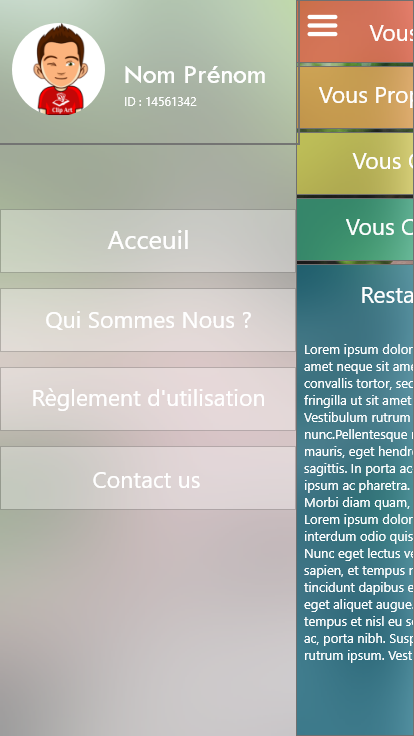 Nom Prénom
ID : 14561342
Clip Art
Acceuil
Qui Sommes Nous ?
Règlement d'utilisation
Contact us
Vous
Vous Prop
Vous C
Vous C
Resta
Lorem ipsum dolor
amet neque sit ame
convallis tortor, sec
fringilla ut sit amet
Vestibulum rutrum
nunc.Pellentesque
mauris, eget hendre
sagittis. In porta ac
ipsum ac pharetra.
Morbi diam quam,
Lorem ipsum dolor
interdum odio quis
Nunc eget lectus ve
sapien, et tempus
tincidunt dapibus e
eget aliquet augue.
tempus et nisl eu s
ac, porta nibh. Susp
rutrum ipsum. Vest